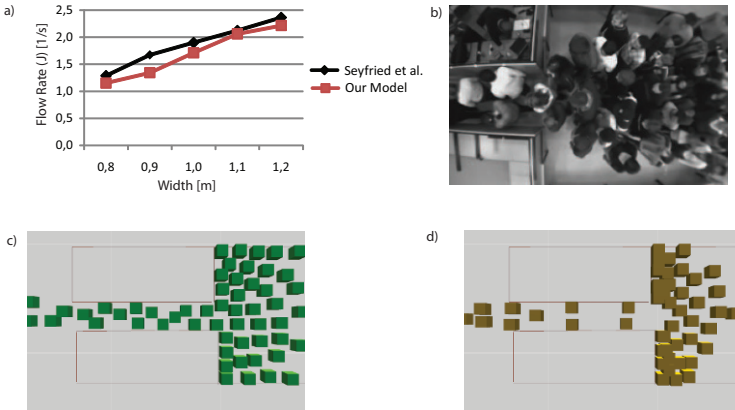 a)
2,5
2,0
1,5
1,0
0,5
0,0
Flow Rate (J) [1/s]
0,8 0,9 1,0 1,1 1,2
Width [m]
Seyfried et al.
Our Model
b)
c)
d)